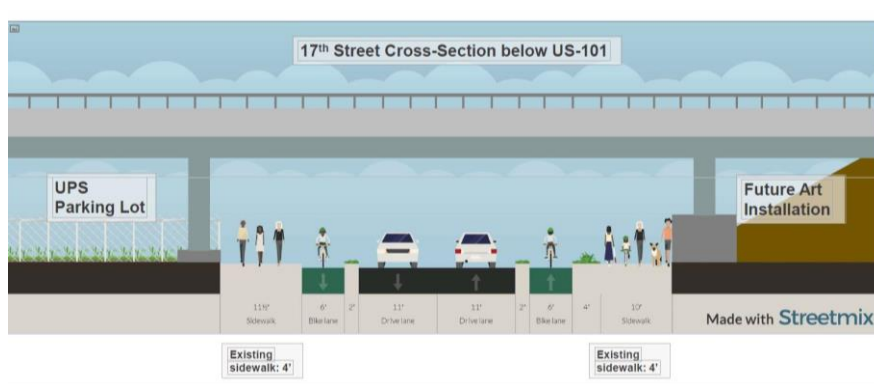 17th Street Cross-Section below US-101
UPS
Parking Lot
Future Art
Installation
11½' 6' 2' 11' 11' 2' 6' 4' 10'
Sidewalk Bike lane Drive lane Drive lane Bike lane Sidewalk
Made with Streetmix
Existing
sidewalk: 4'
Existing
sidewalk: 4'